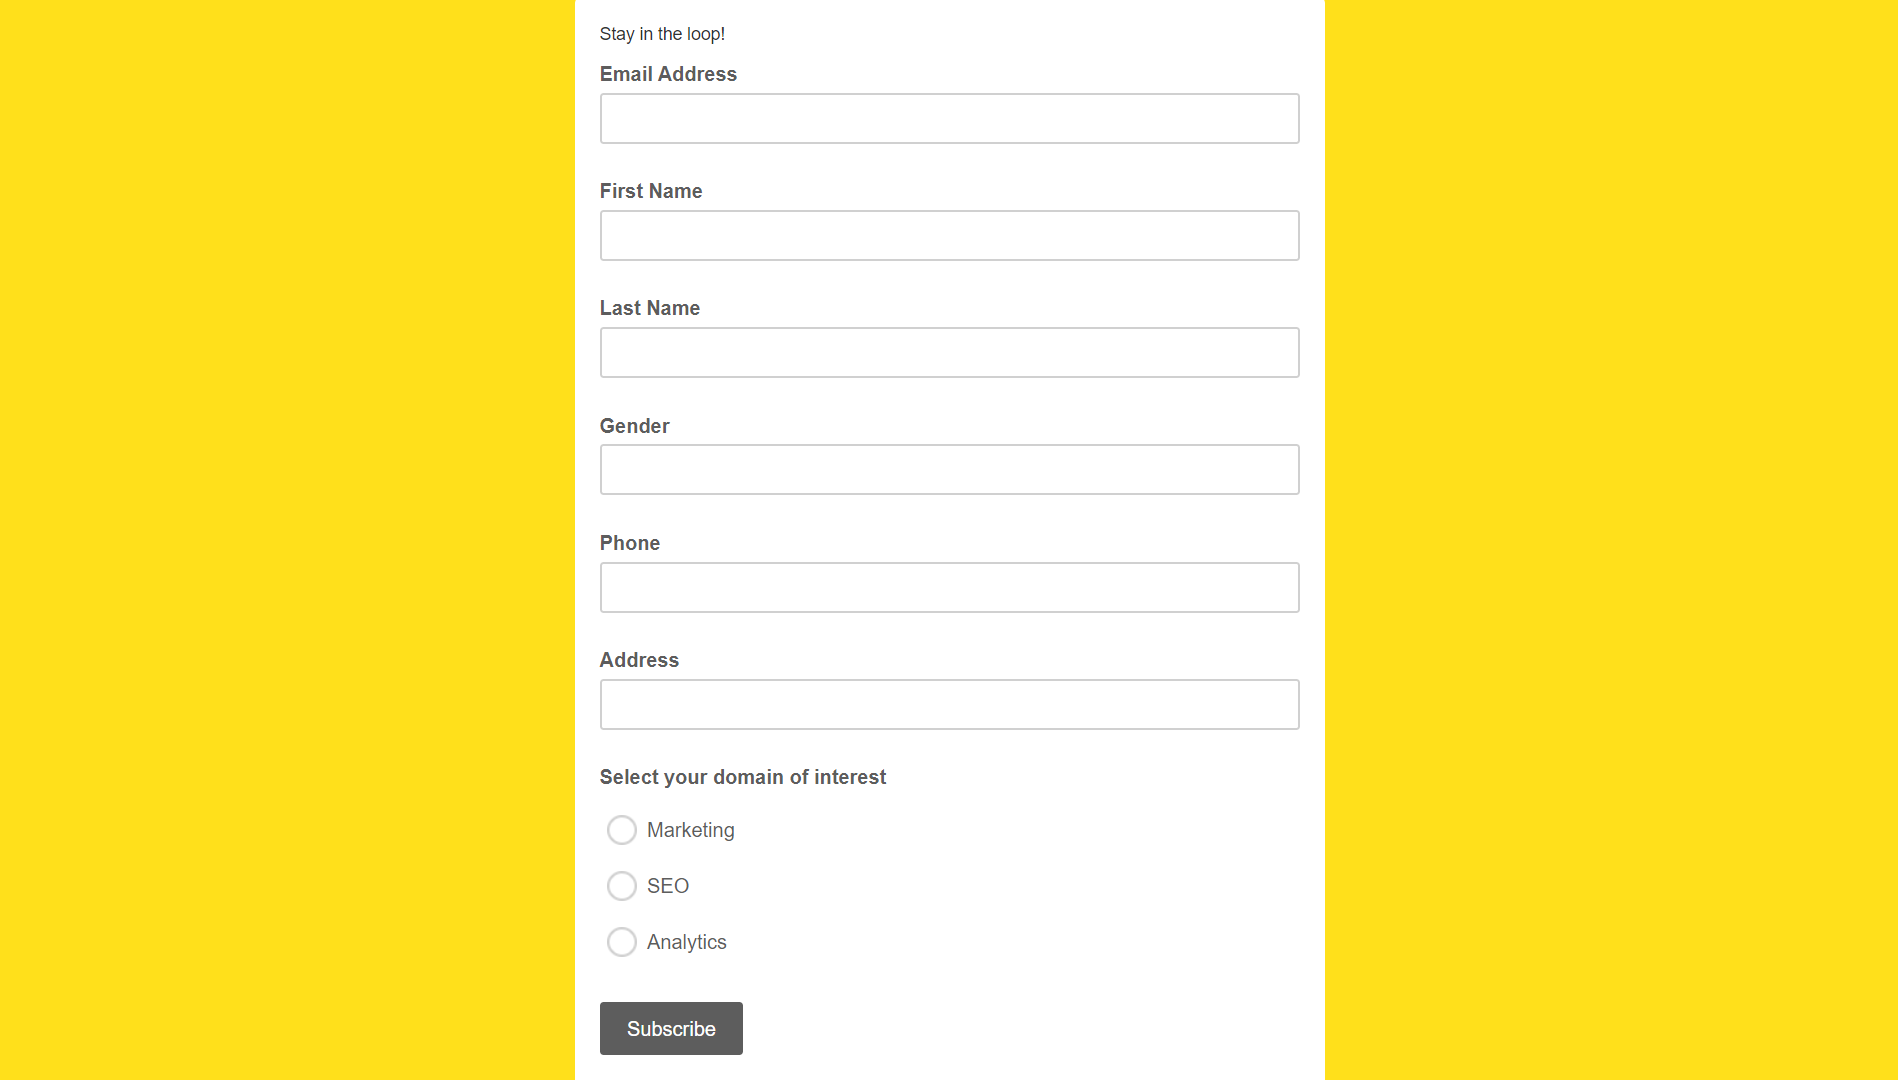 Stay in the loop!
Email Address
First Name
Last Name
Gender
Phone
Address
Select your domain of interest
Marketing
SEO
Analytics
Subscribe